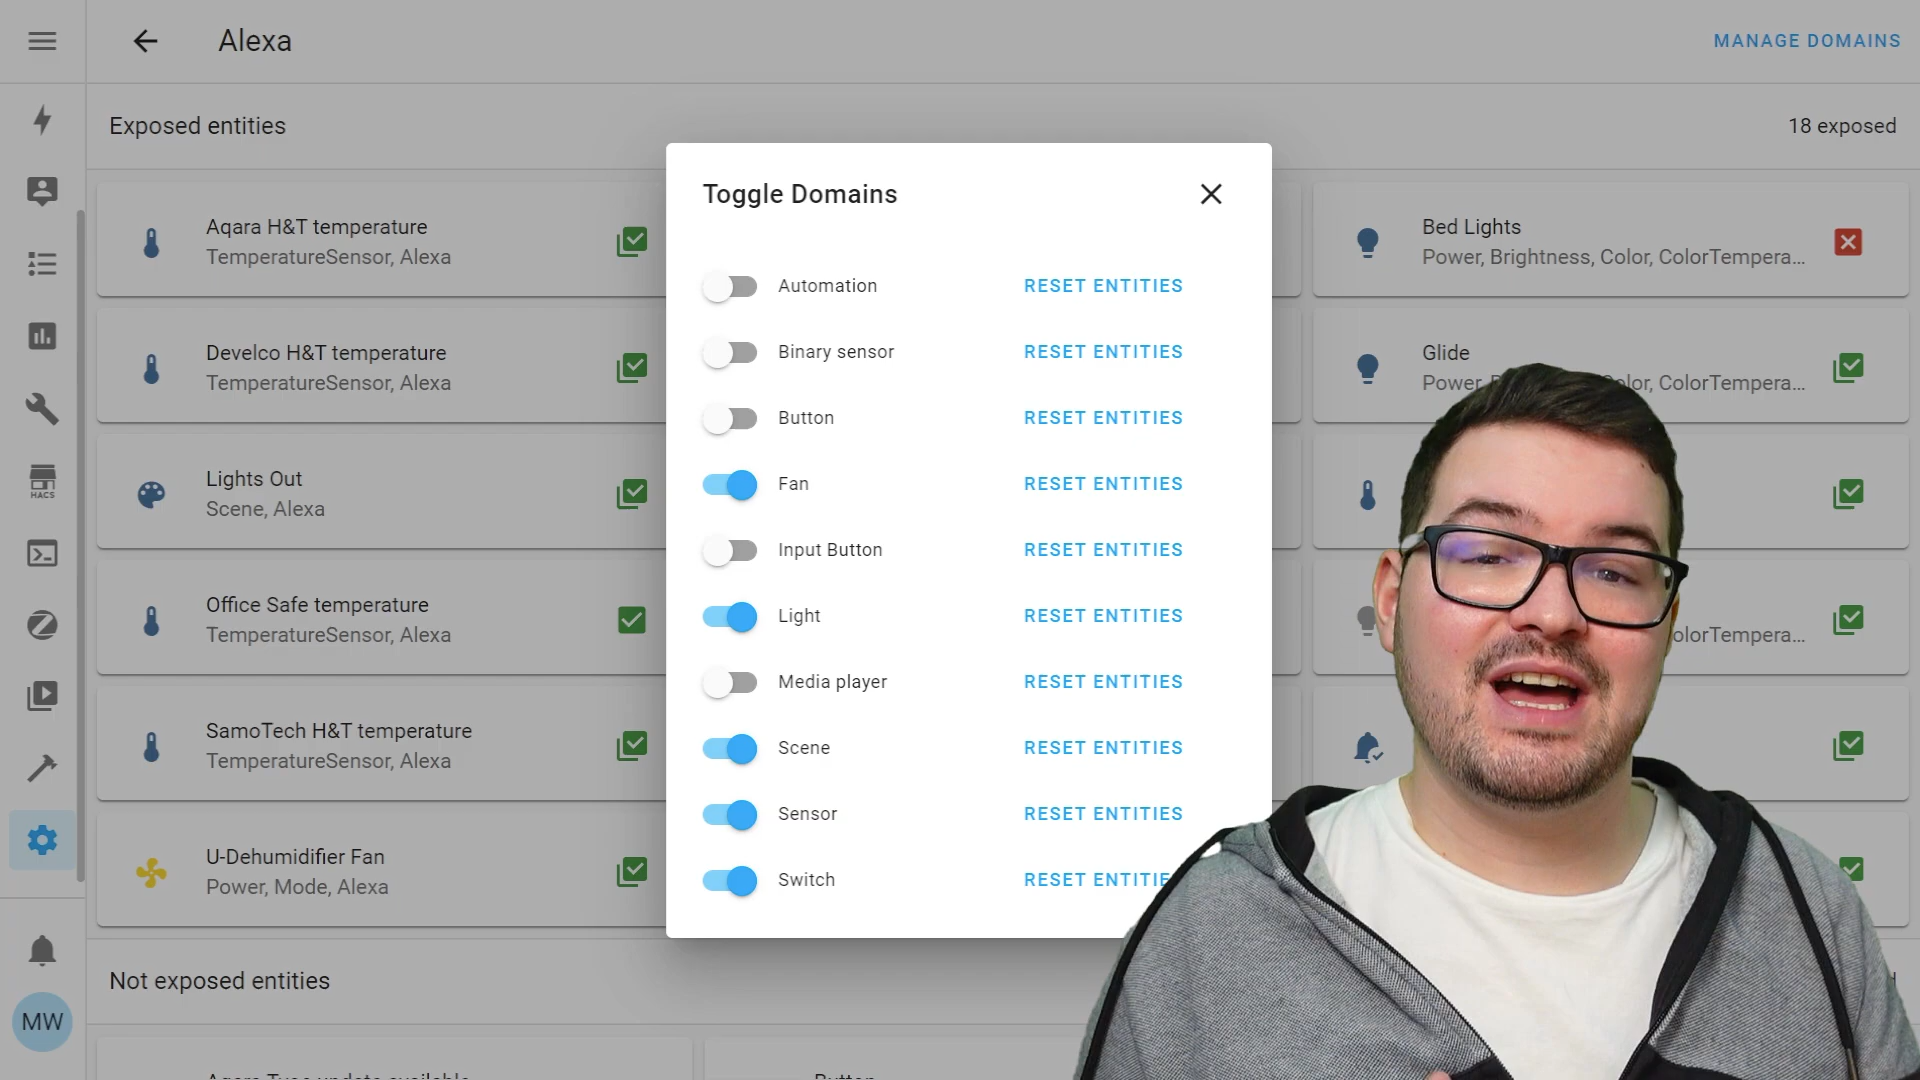 Alexa
MANAGE DOMAINS
Exposed entities
18 exposed
Aqara H&T temperature
TemperatureSensor, Alexa
Develco H&T temperature
TemperatureSensor, Alexa
Lights Out
Scene, Alexa
Office Safe temperature
TemperatureSensor, Alexa
SamoTech H&T temperature
TemperatureSensor, Alexa
U-Dehumidifier Fan
Power, Mode, Alexa
Toggle Domains
Automation RESET ENTITIES
Binary sensor RESET ENTITIES
Button RESET ENTITIES
Fan RESET ENTITIES
Input Button RESET ENTITIES
Light RESET ENTITIES
Media player RESET ENTITIES
Scene RESET ENTITIES
Sensor RESET ENTITIES
Switch RESET ENTITIE
Bed Lights
Power, Brightness, Color, ColorTempera...
Glide
Power, olor, ColorTempera...
olorTempera...
HACS
Not exposed entities
MW